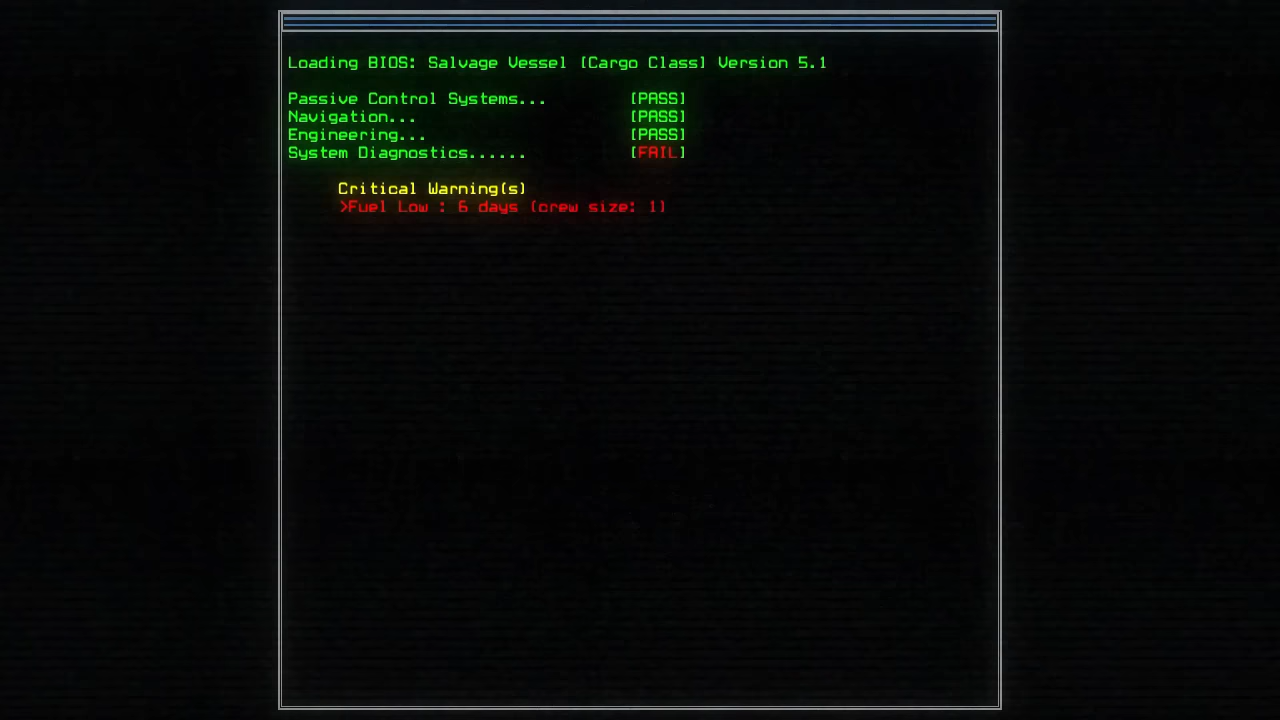 Loading BIOS: Salvage Vessel [Cargo Class] Version 5.1
Passive Control Systems... [PASS]
Navigation... [PASS]
Engineering... [PASS]
System Diagnostics...... [FAIL]
Critical Warning(s)
>Fuel Low : 6 days (crew size: 1)